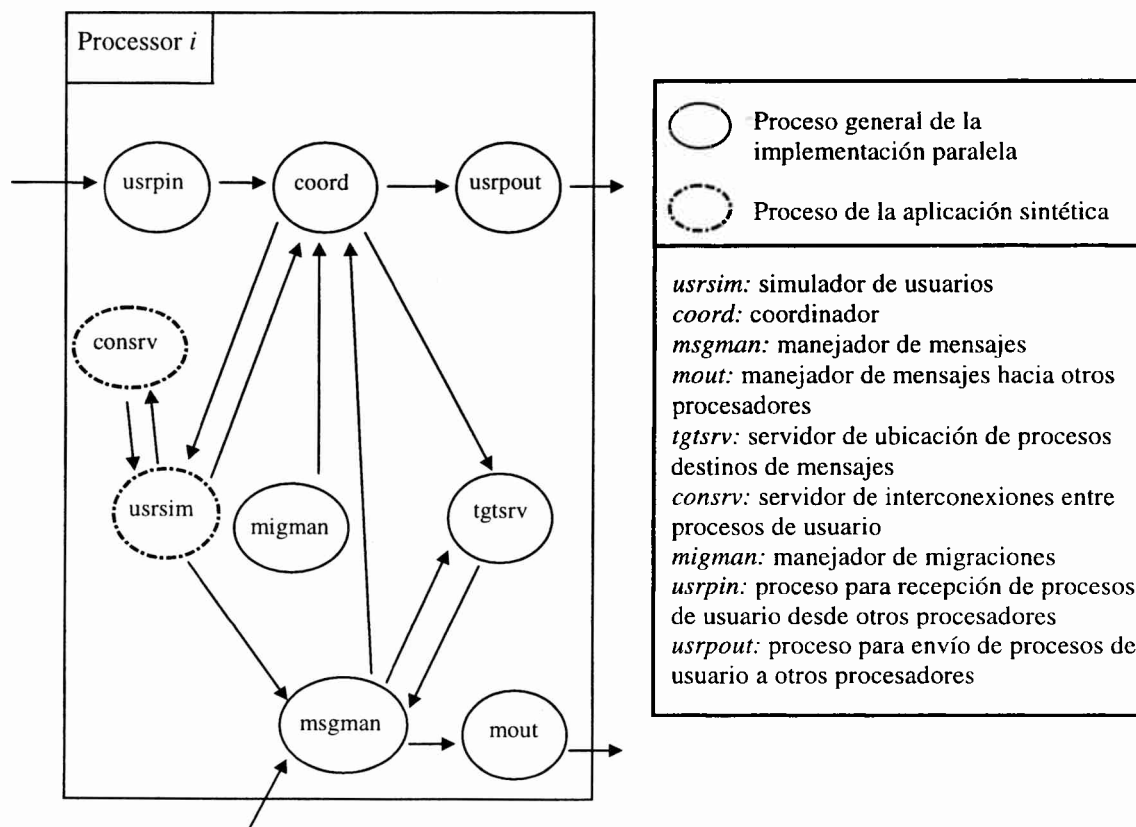 Processor i
usrpin
coord
usrpout
consrv
usrsim
migman
tgtsrv
msgman
mout
Proceso general de la
implementación paralela
Proceso de la aplicación sintética
usrsim: simulador de usuarios
coord: coordinador
msgman: manejador de mensajes
mout: manejador de mensajes hacia otros
procesadores
tgtsrv: servidor de ubicación de procesos
destinos de mensajes
consrv: servidor de interconexiones entre
procesos de usuario
migman: manejador de migraciones
usrpin: proceso para recepción de procesos
de usuario desde otros procesadores
usrpout: proceso para envío de procesos de
usuario a otros procesadores